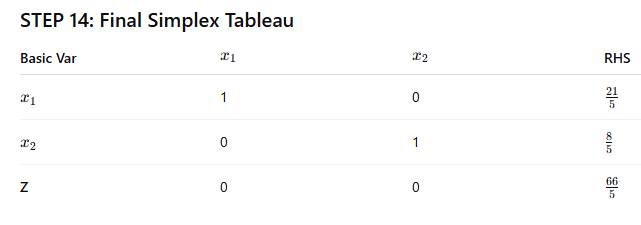 STEP 14: Final Simplex Tableau
Basic Var x₁ x₂ RHS
x₁ 1 0 21/5
x₂ 0 1 8/5
Z 0 0 66/5